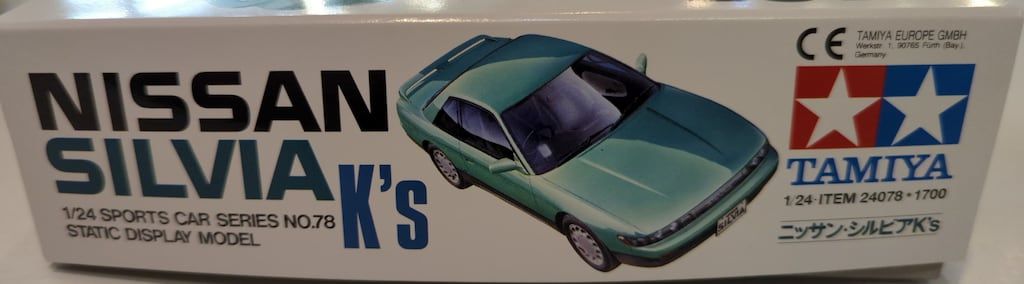 NISSAN
SILVIA
K's
1/24 SPORTS CAR SERIES NO.78
STATIC DISPLAY MODEL
SILVIA
CE
TAMIYA EUROPE GMBH
Werkstr. 1, 90765 Fürth (Bay.),
Germany
TAMIYA
1/24 · ITEM 24078 · 1700
ニッサン・シルビアK's